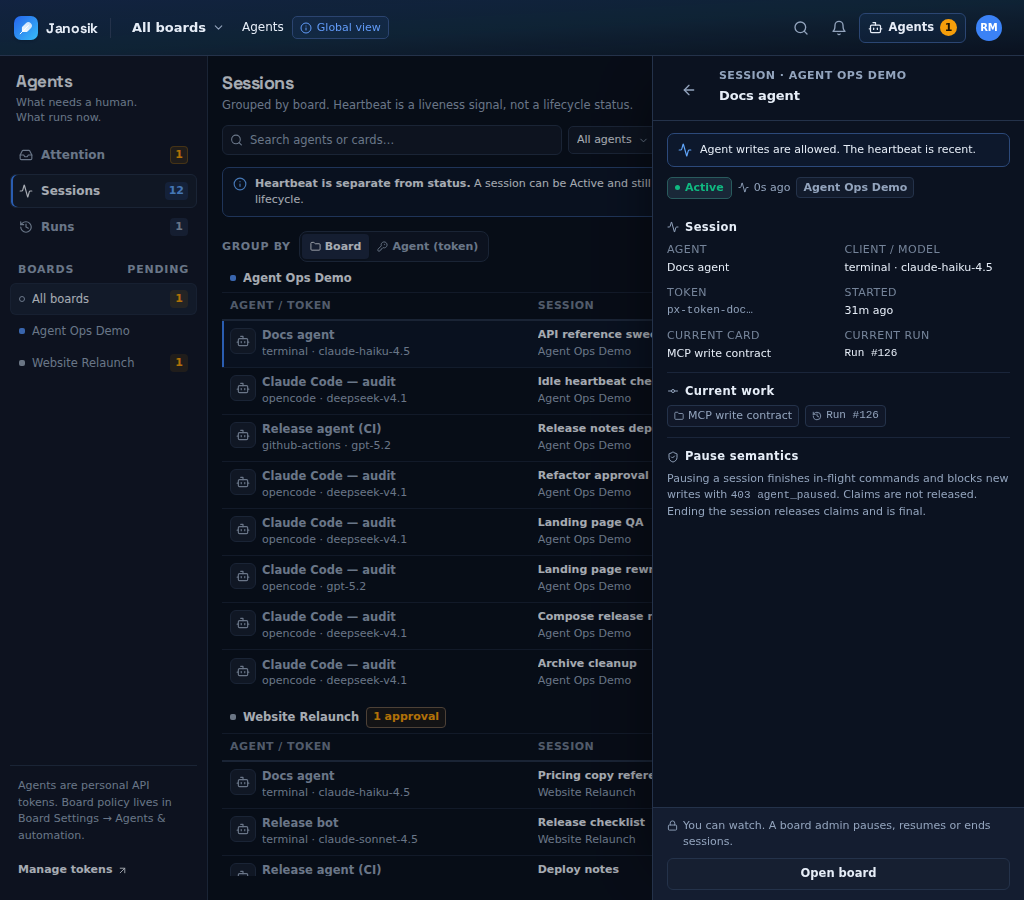 Janosik
All boards
Agents
Global view
Agents 1
RM
Agents
What needs a human.
What runs now.
Attention 1
Sessions 12
Runs 1
BOARDS PENDING
All boards 1
Agent Ops Demo
Website Relaunch 1
Agents are personal API
tokens. Board policy lives in
Board Settings → Agents &
automation.
Manage tokens
Sessions
Grouped by board. Heartbeat is a liveness signal, not a lifecycle status.
Search agents or cards…
All agents
Heartbeat is separate from status. A session can be Active and still
lifecycle.
GROUP BY Board Agent (token)
Agent Ops Demo
AGENT / TOKEN SESSION
Docs agent API reference
terminal · claude-haiku-4.5 Agent Ops Demo
Claude Code — audit Idle heartbeat
opencode · deepseek-v4.1 Agent Ops Demo
Release agent (CI) Release notes
github-actions · gpt-5.2 Agent Ops Demo
Claude Code — audit Refactor approval
opencode · deepseek-v4.1 Agent Ops Demo
Claude Code — audit Landing page QA
opencode · deepseek-v4.1 Agent Ops Demo
Claude Code — audit Landing page
opencode · gpt-5.2 Agent Ops Demo
Claude Code — audit Compose release
opencode · deepseek-v4.1 Agent Ops Demo
Claude Code — audit Archive cleanup
opencode · deepseek-v4.1 Agent Ops Demo
Website Relaunch 1 approval
AGENT / TOKEN SESSION
Docs agent Pricing copy
terminal · claude-haiku-4.5 Website Relaunch
Release bot Release checklist
terminal · claude-sonnet-4.5 Website Relaunch
Release agent (CI) Deploy notes
SESSION · AGENT OPS DEMO
Docs agent
Agent writes are allowed. The heartbeat is recent.
Active 0s ago Agent Ops Demo
Session
AGENT CLIENT / MODEL
Docs agent terminal · claude-haiku-4.5
TOKEN STARTED
px-token-doc… 31m ago
CURRENT CARD CURRENT RUN
MCP write contract Run #126
Current work
MCP write contract Run #126
Pause semantics
Pausing a session finishes in-flight commands and blocks new
writes with 403 agent_paused. Claims are not released.
Ending the session releases claims and is final.
You can watch. A board admin pauses, resumes or ends
sessions.
Open board